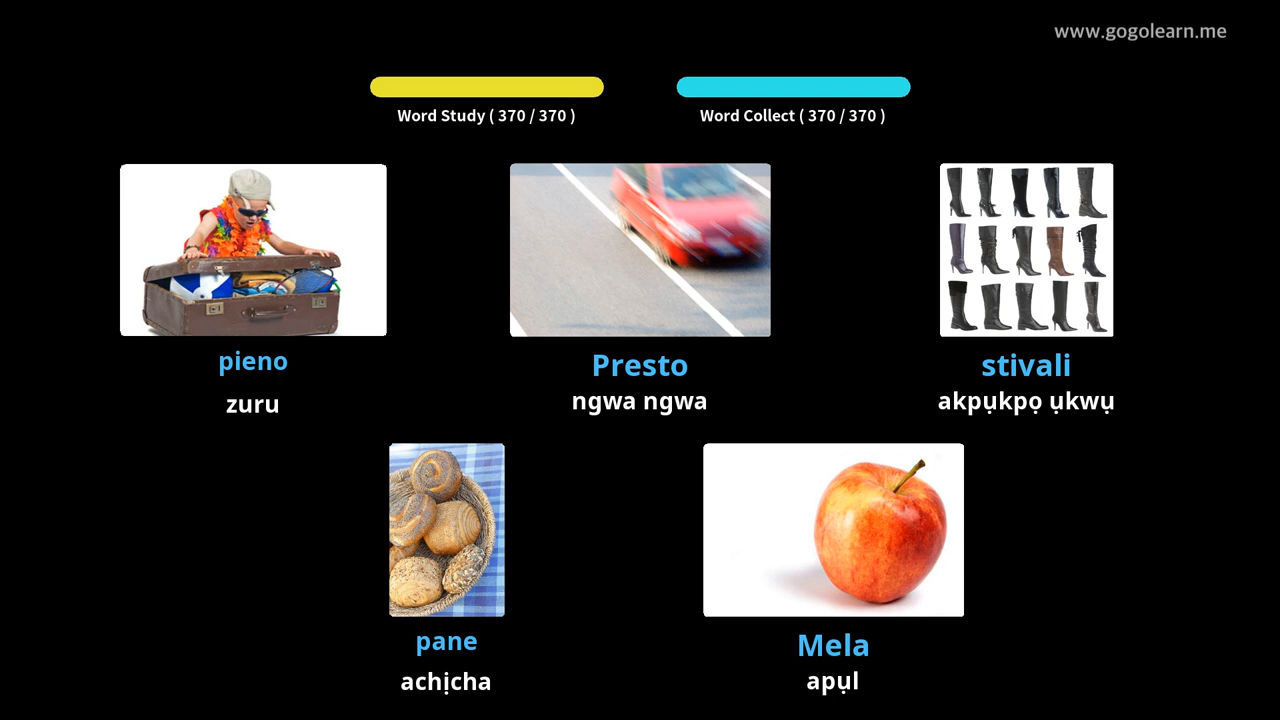 www.gogolearn.me
Word Study ( 370 / 370 )
Word Collect ( 370 / 370 )
pieno
zuru
Presto
ngwa ngwa
stivali
akpụkpọ ụkwụ
pane
achịcha
Mela
apụl